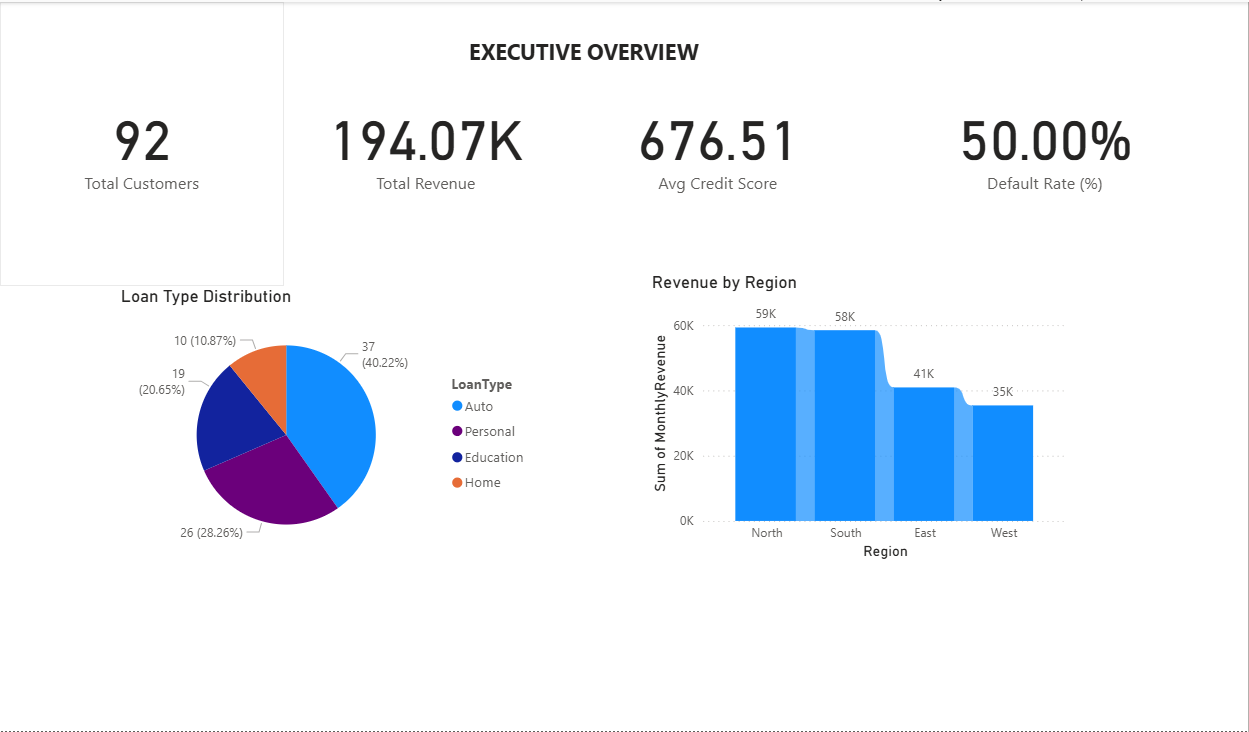 EXECUTIVE OVERVIEW
92
Total Customers
194.07K
Total Revenue
676.51
Avg Credit Score
50.00%
Default Rate (%)
Loan Type Distribution
10 (10.87%)
37
(40.22%)
19
(20.65%)
26 (28.26%)
LoanType
Auto
Personal
Education
Home
Revenue by Region
Sum of MonthlyRevenue
60K
40K
20K
0K
59K
58K
41K
35K
North
South
East
West
Region